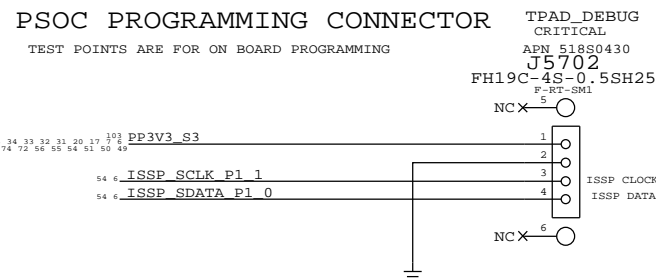 PSOC PROGRAMMING CONNECTOR
TEST POINTS ARE FOR ON BOARD PROGRAMMING
TPAD_DEBUG
CRITICAL
APN 518S0430
J5702
FH19C-4S-0.5SH25
F-RT-SM1
NC 5
34 33 32 31 20 17 7 6 103 PP3V3_S3 1
74 72 56 55 54 51 50 49
2
54 6 ISSP_SCLK_P1_1 3 ISSP CLOCK
54 6 ISSP_SDATA_P1_0 4 ISSP DATA
NC 6